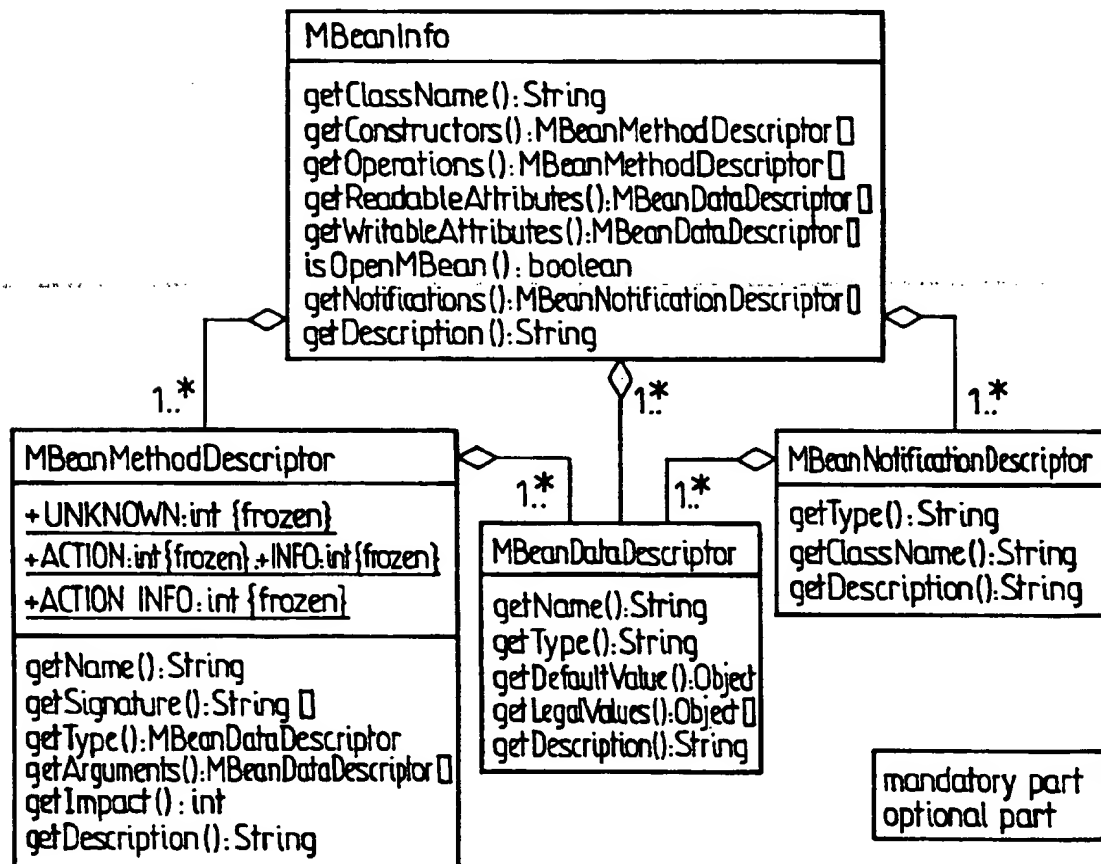 MBeanInfo
getClassName():String
getConstructors():MBeanMethodDescriptor[]
getOperations():MBeanMethodDescriptor[]
getReadableAttributes():MBeanDataDescriptor[]
getWritableAttributes():MBeanDataDescriptor[]
isOpenMBean():boolean
getNotifications():MBeanNotificationDescriptor[]
getDescription():String
1..*
1..*
1..*
MBeanMethodDescriptor
+UNKNOWN:int {frozen}
+ACTION:int{frozen},+INFO:int{frozen}
+ACTION INFO:int {frozen}
getName():String
getSignature():String []
getType():MBeanDataDescriptor
getArguments():MBeanDataDescriptor[]
getImpact():int
getDescription():String
1..*
1..*
MBeanDataDescriptor
getName():String
getType():String
getDefaultValue():Object
getLegalValues():Object[]
getDescription():String
MBeanNotificationDescriptor
getType():String
getClassName():String
getDescription():String
mandatory part
optional part